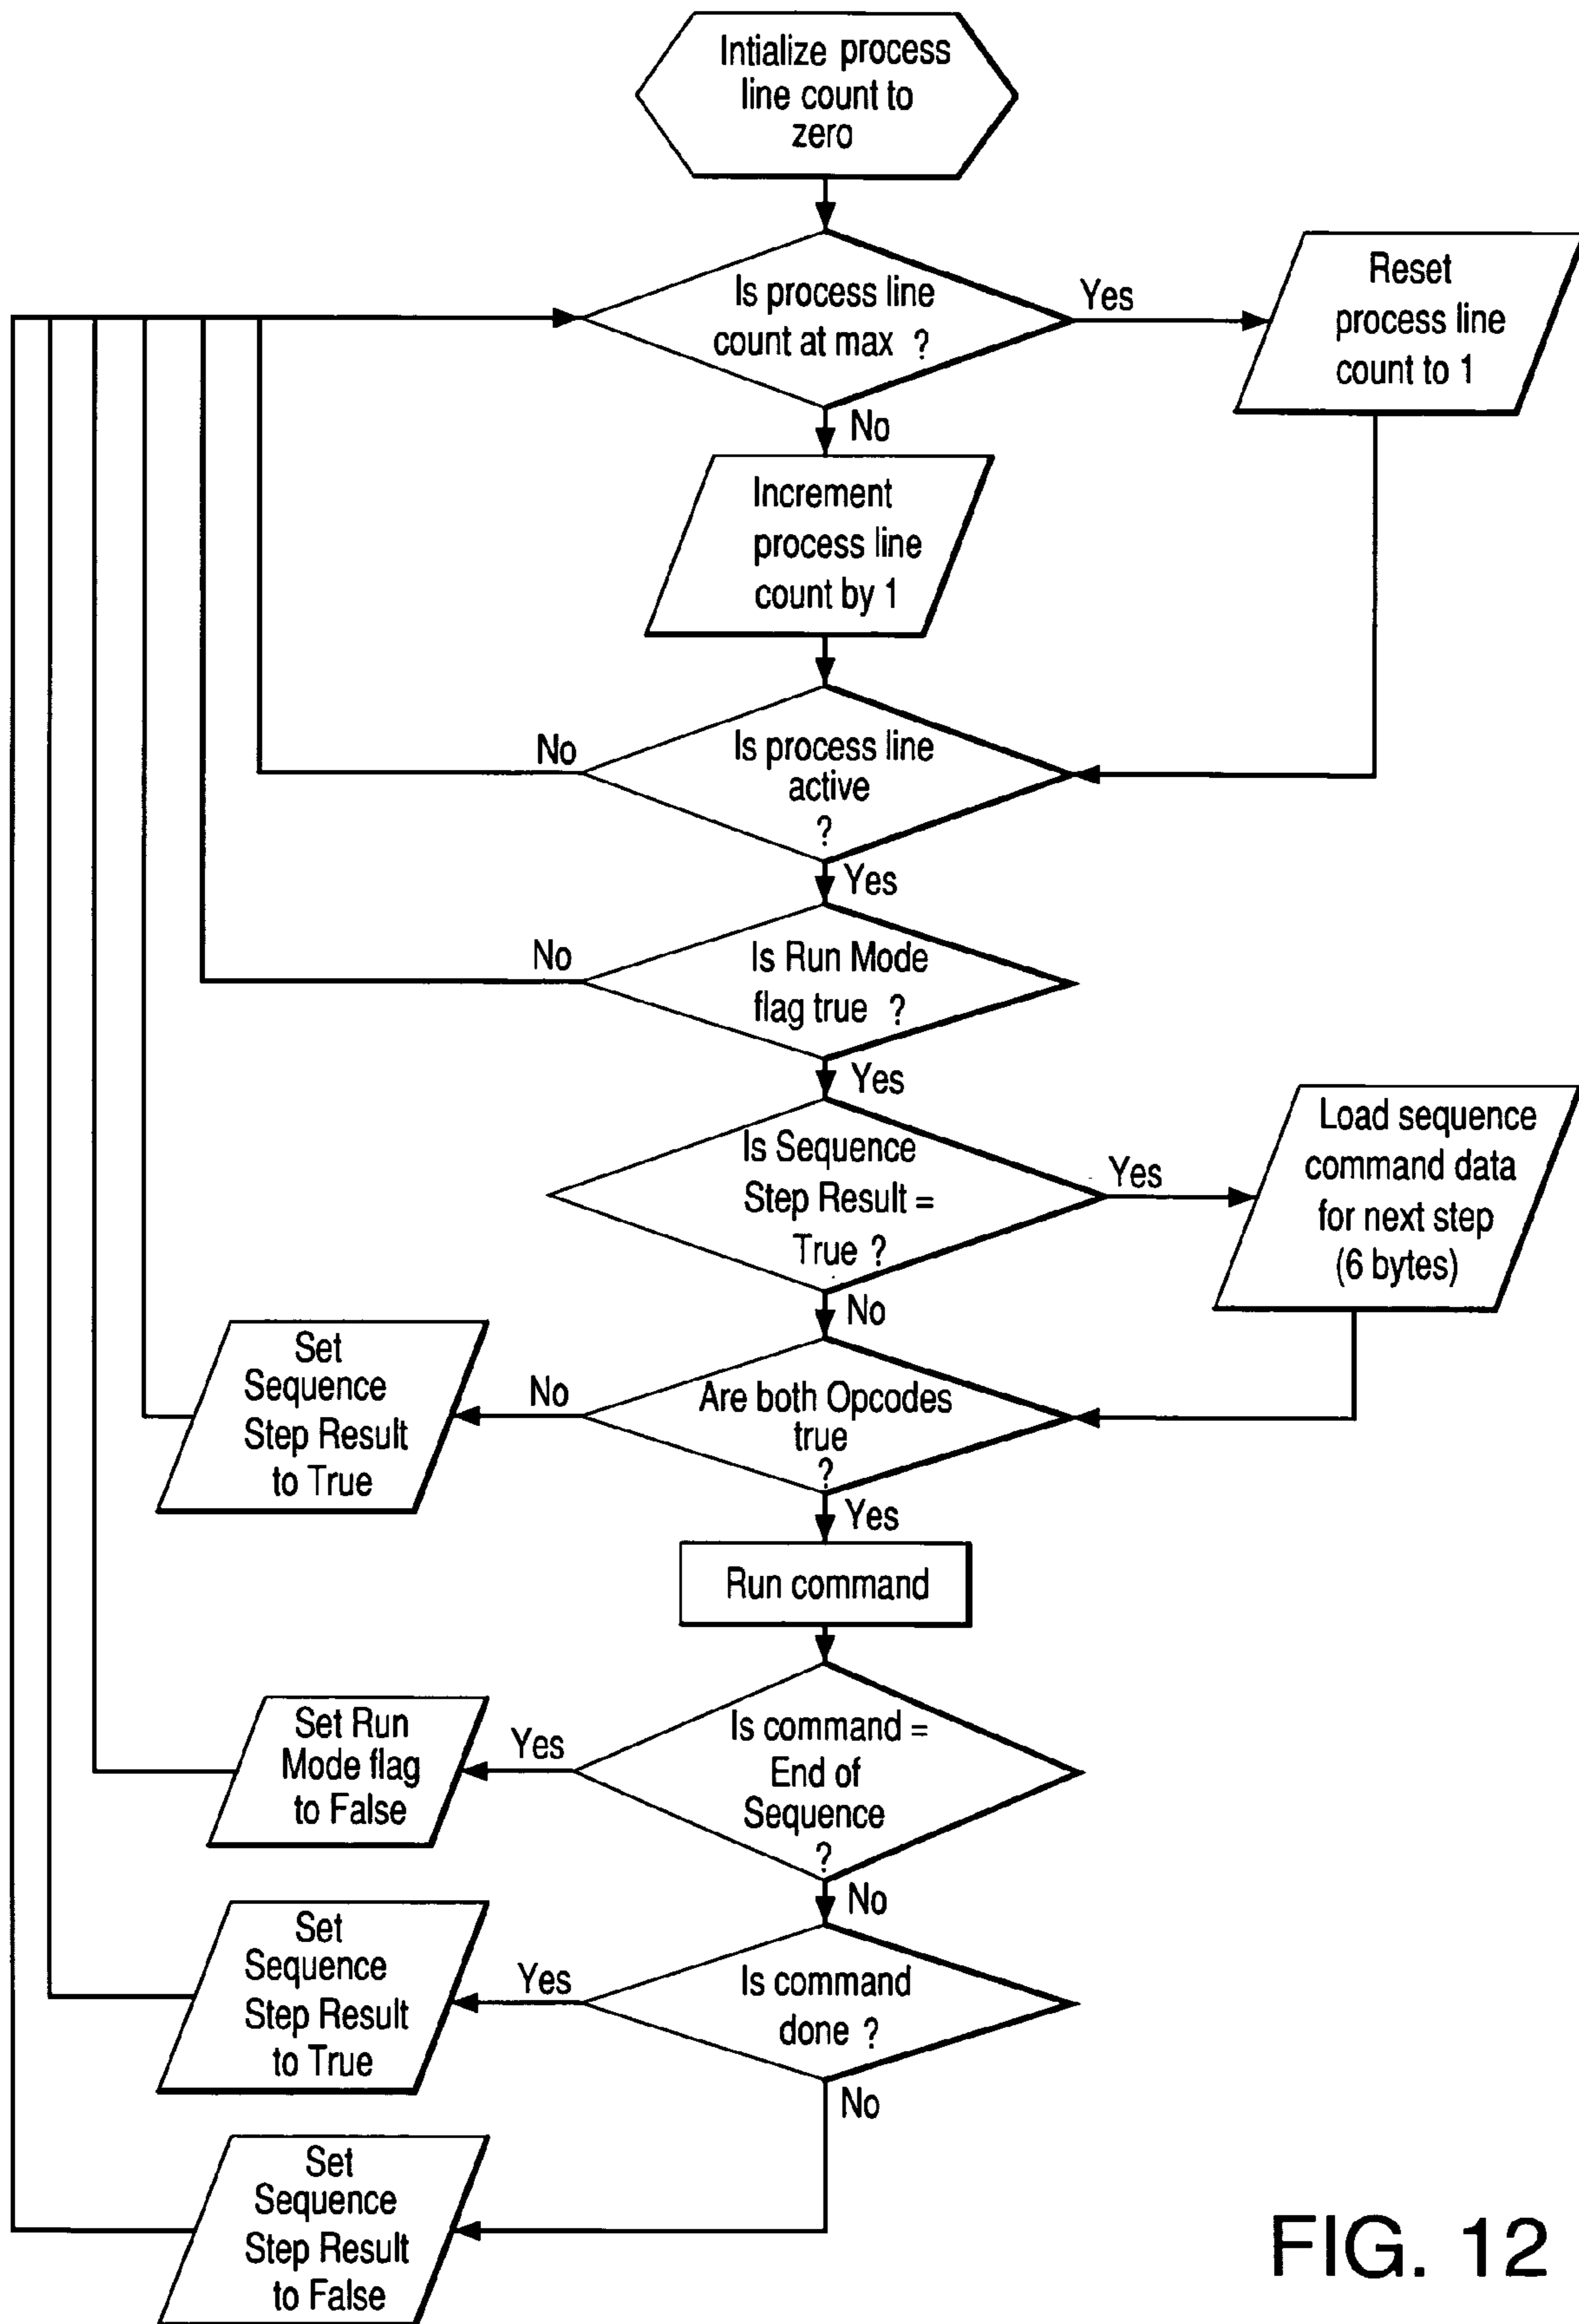 Intialize process
line count to
zero
Is process line
count at max ?
Yes
Reset
process line
count to 1
No
Increment
process line
count by 1
Is process line
active
?
No
Yes
Is Run Mode
flag true ?
No
Yes
Is Sequence
Step Result =
True ?
Yes
Load sequence
command data
for next step
(6 bytes)
No
Are both Opcodes
true
?
No
Set
Sequence
Step Result
to True
Yes
Run command
Is command =
End of
Sequence
?
Yes
Set Run
Mode flag
to False
No
Is command
done ?
Yes
Set
Sequence
Step Result
to True
No
Set
Sequence
Step Result
to False
FIG. 12